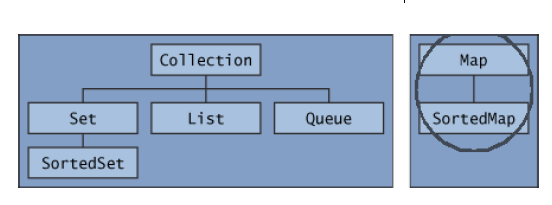 Collection
Map
Set
List
Queue
SortedMap
SortedSet